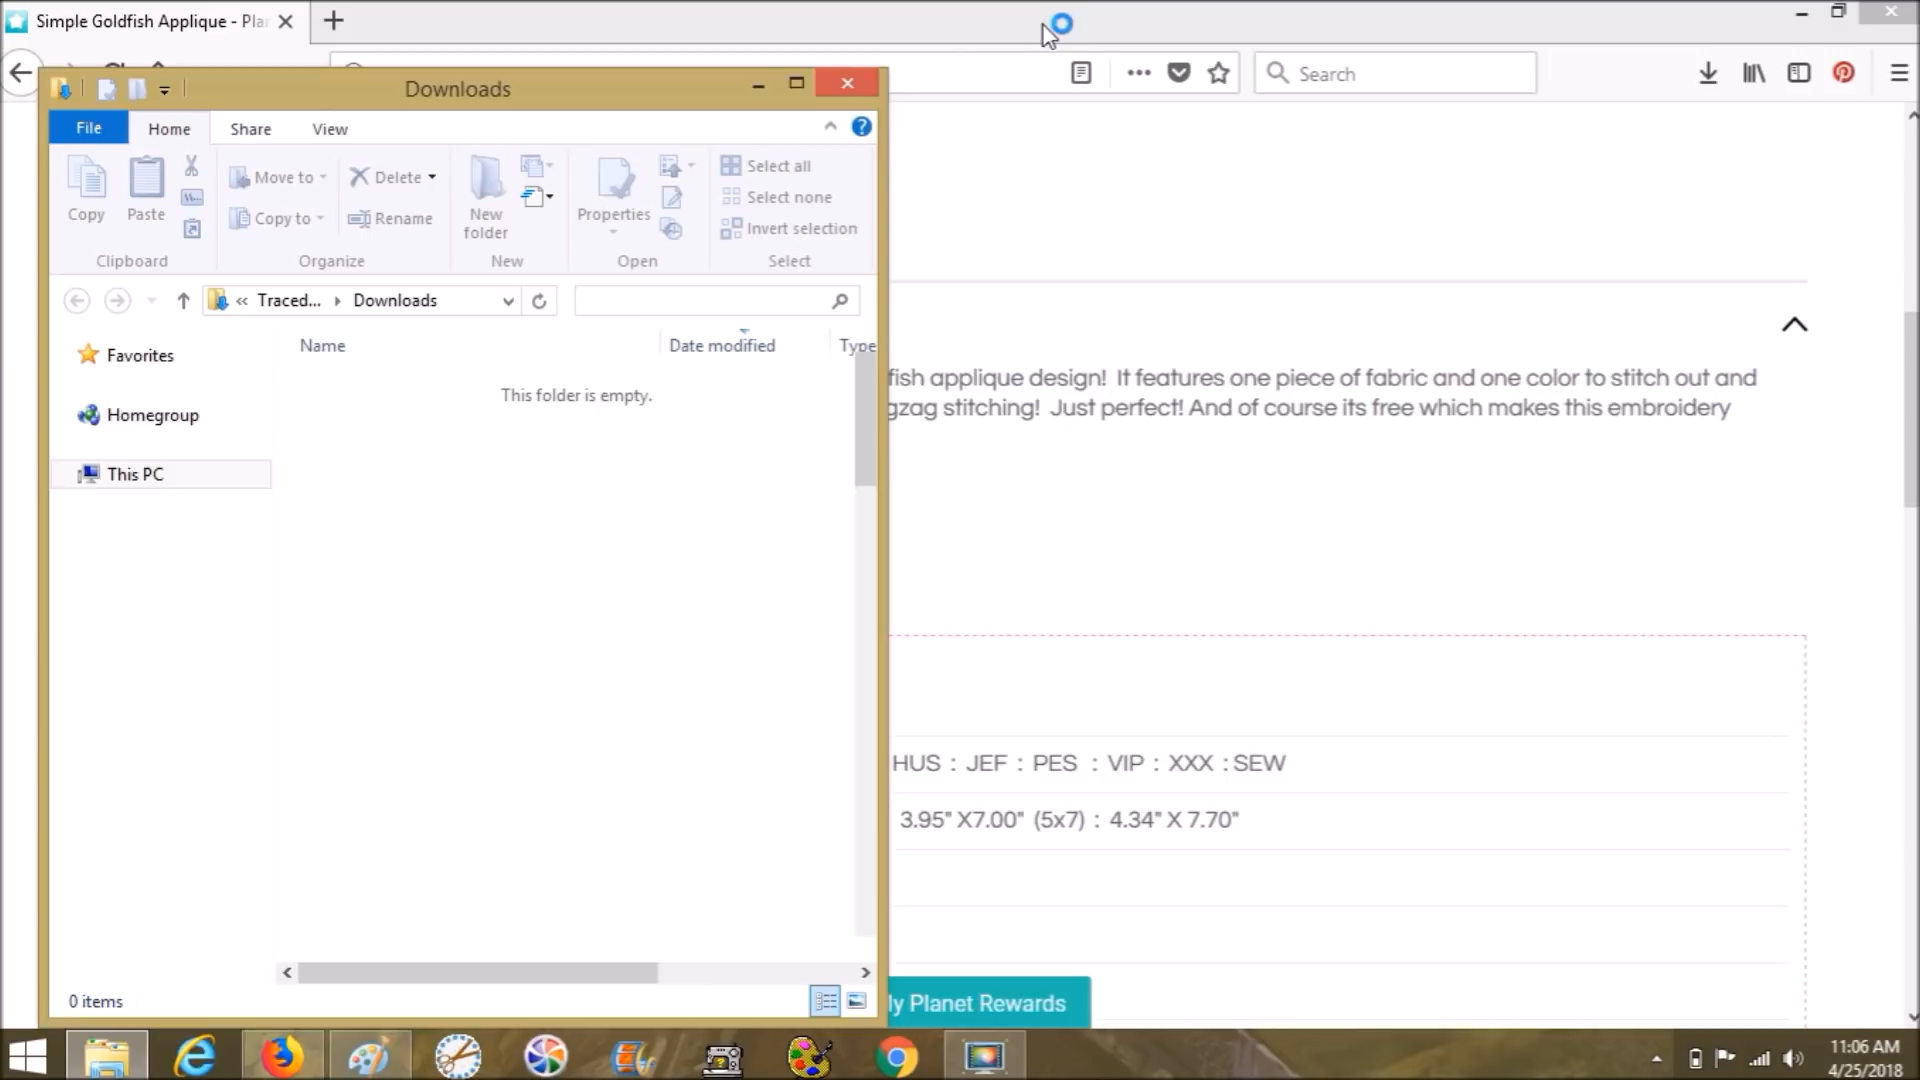 Simple Goldfish Applique - Pla
Search
Downloads
File Home Share View
Copy
Paste
Move to
Copy to
Delete
Rename
New folder
Properties
Select all
Select none
Invert selection
Clipboard Organize New Open Select
« Traced... Downloads
Name Date modified Type
This folder is empty.
Favorites
Homegroup
This PC
0 items
fish applique design! It features one piece of fabric and one color to stitch out and
gzag stitching! Just perfect! And of course its free which makes this embroidery
HUS : JEF : PES : VIP : XXX : SEW
3.95" X7.00" (5x7) : 4.34" X 7.70"
ly Planet Rewards
11:06 AM
4/25/2018